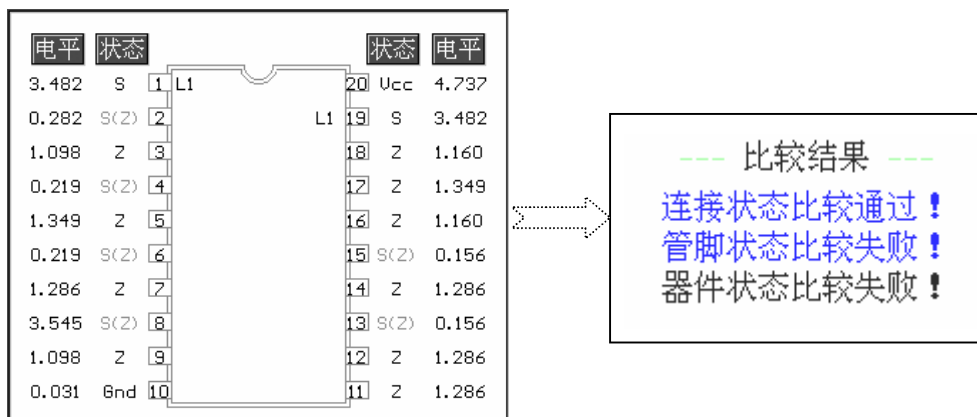 电平 状态 状态 电平
3.482 S 1 L1 20 Vcc 4.737
0.282 S(Z) 2 L1 19 S 3.482
1.098 Z 3 18 Z 1.160
0.219 S(Z) 4 17 Z 1.349
1.349 Z 5 16 Z 1.160
0.219 S(Z) 6 15 S(Z) 0.156
1.286 Z 7 14 Z 1.286
3.545 S(Z) 8 13 S(Z) 0.156
1.098 Z 9 12 Z 1.286
0.031 Gnd 10 11 Z 1.286
--- 比较结果 ---
连接状态比较通过！
管脚状态比较失败！
器件状态比较失败！